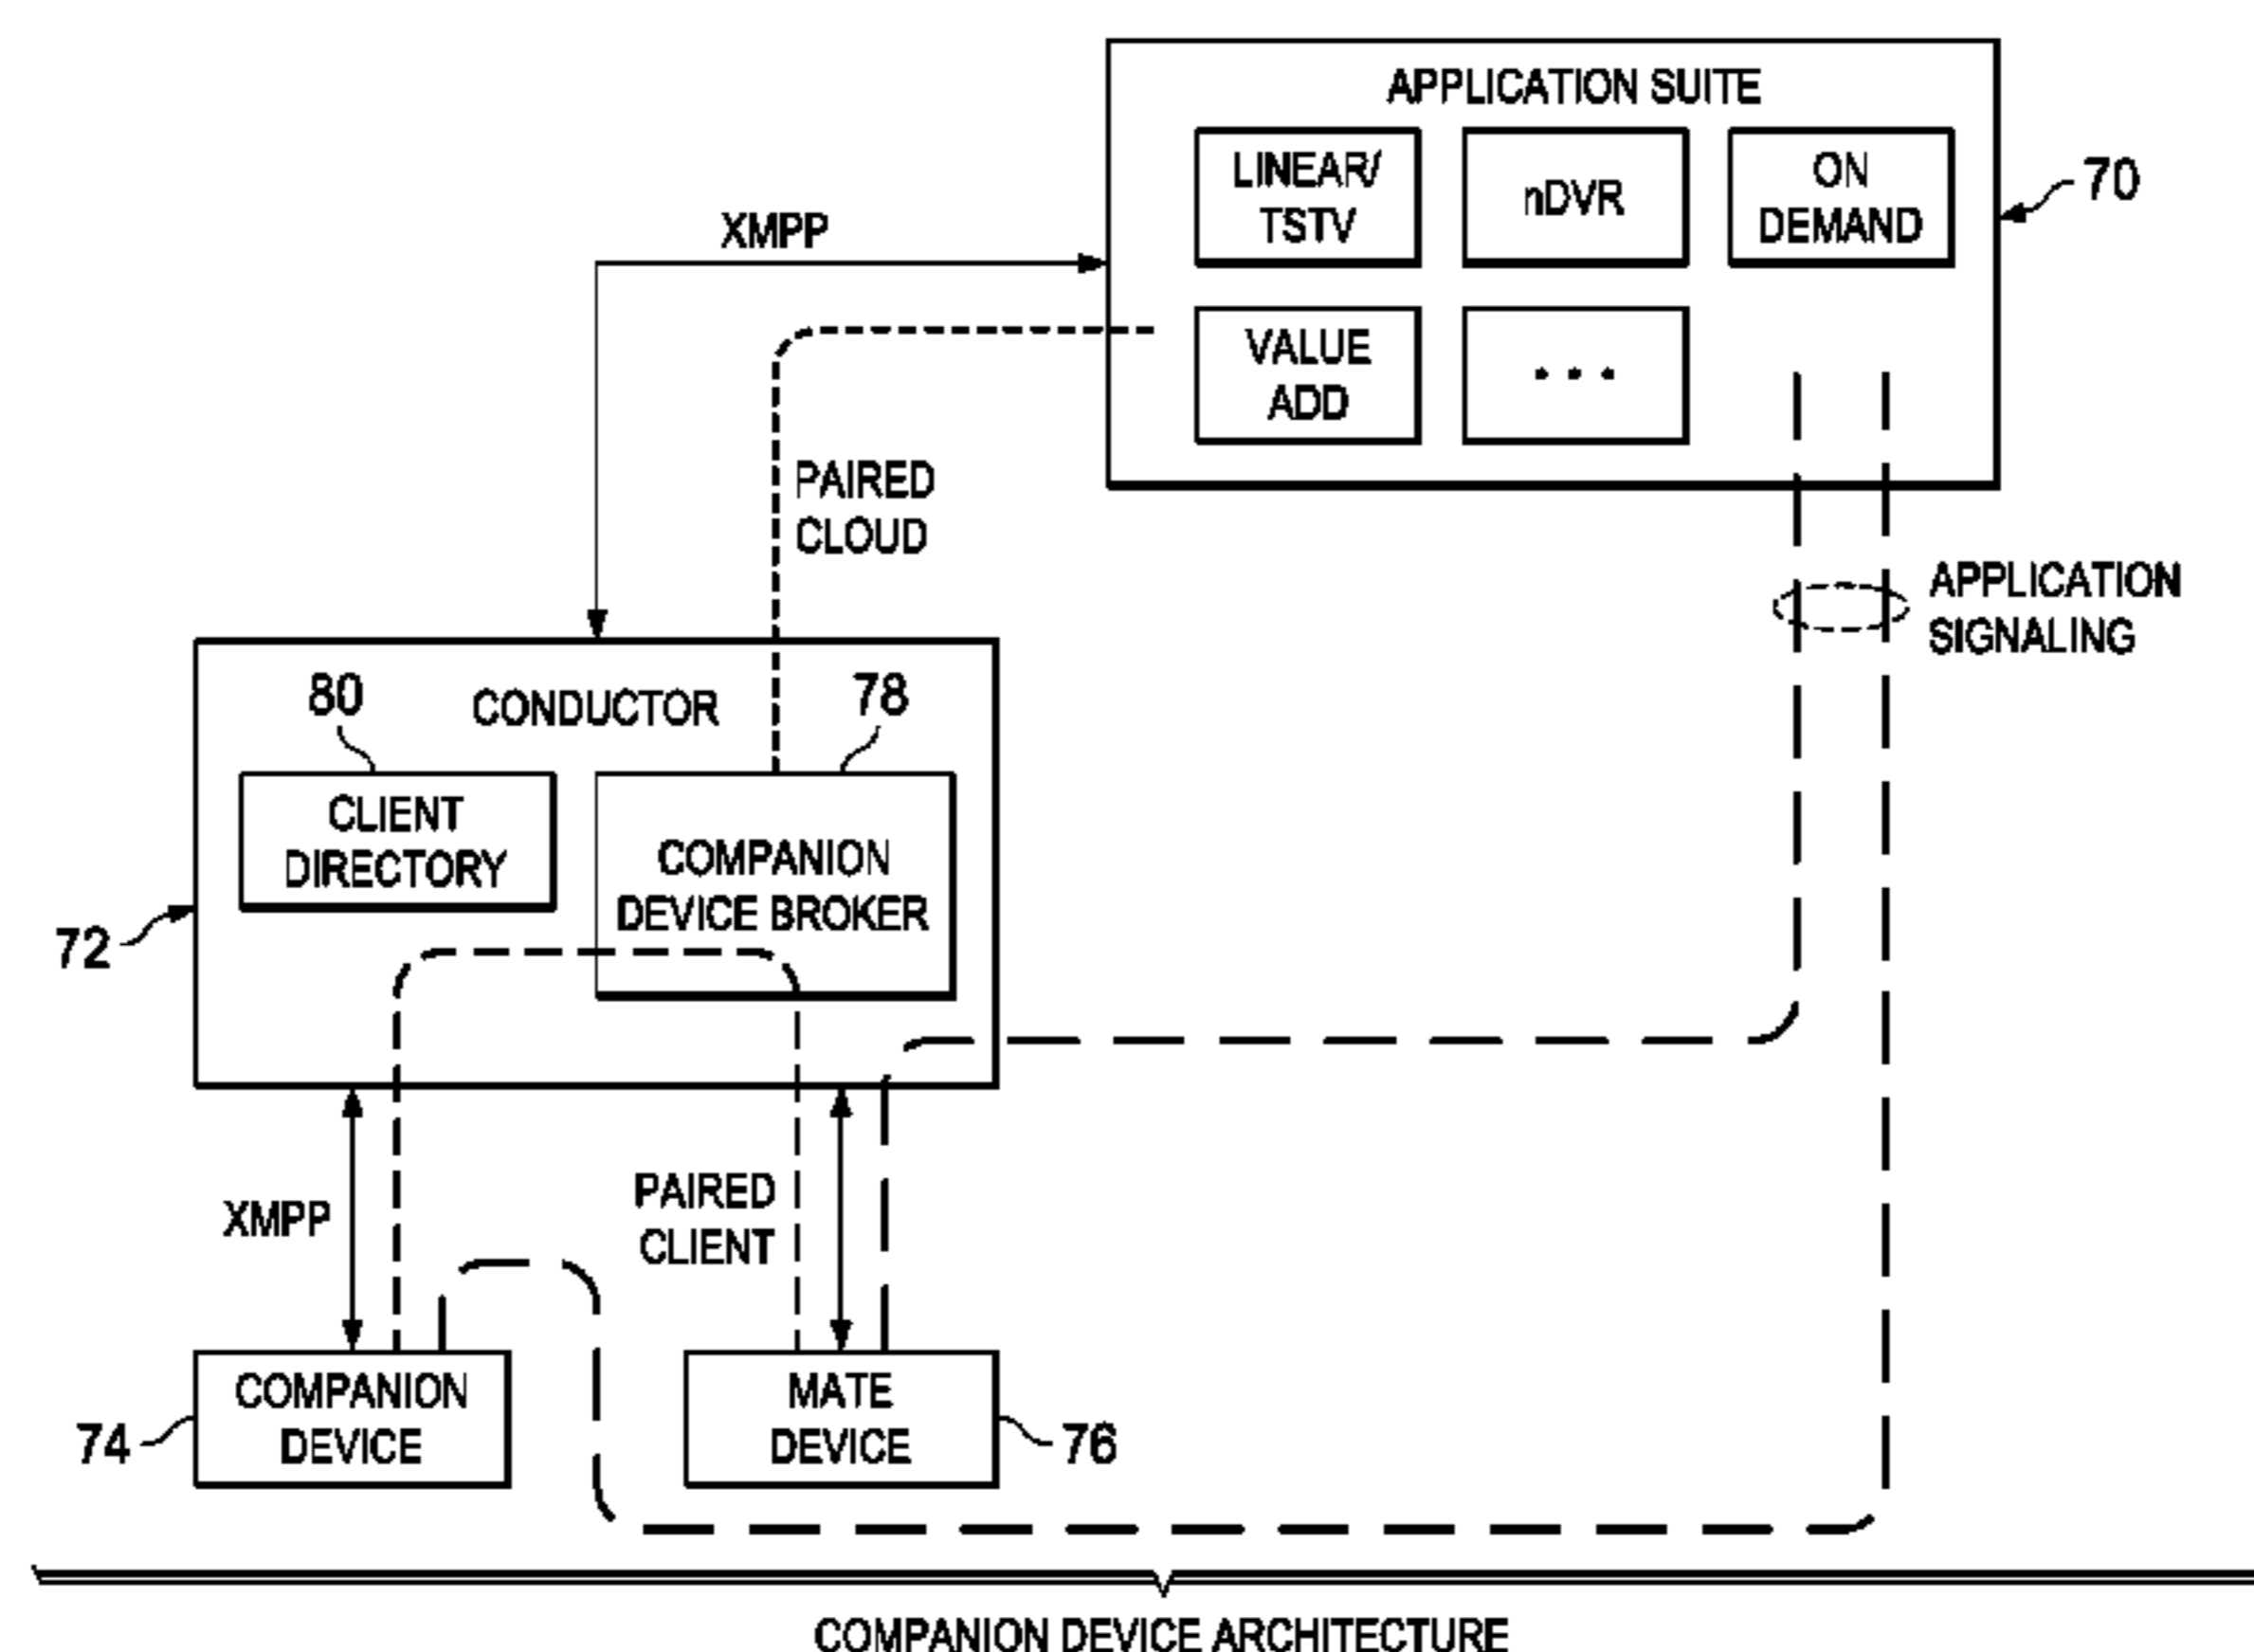 APPLICATION SUITE
LINEAR/
TSTV
nDVR
ON
DEMAND
70
VALUE
ADD
• • •
XMPP
PAIRED
CLOUD
APPLICATION
SIGNALING
CONDUCTOR
80
78
CLIENT
DIRECTORY
COMPANION
DEVICE BROKER
72
XMPP
PAIRED
CLIENT
COMPANION
DEVICE
74
MATE
DEVICE
76
COMPANION DEVICE ARCHITECTURE